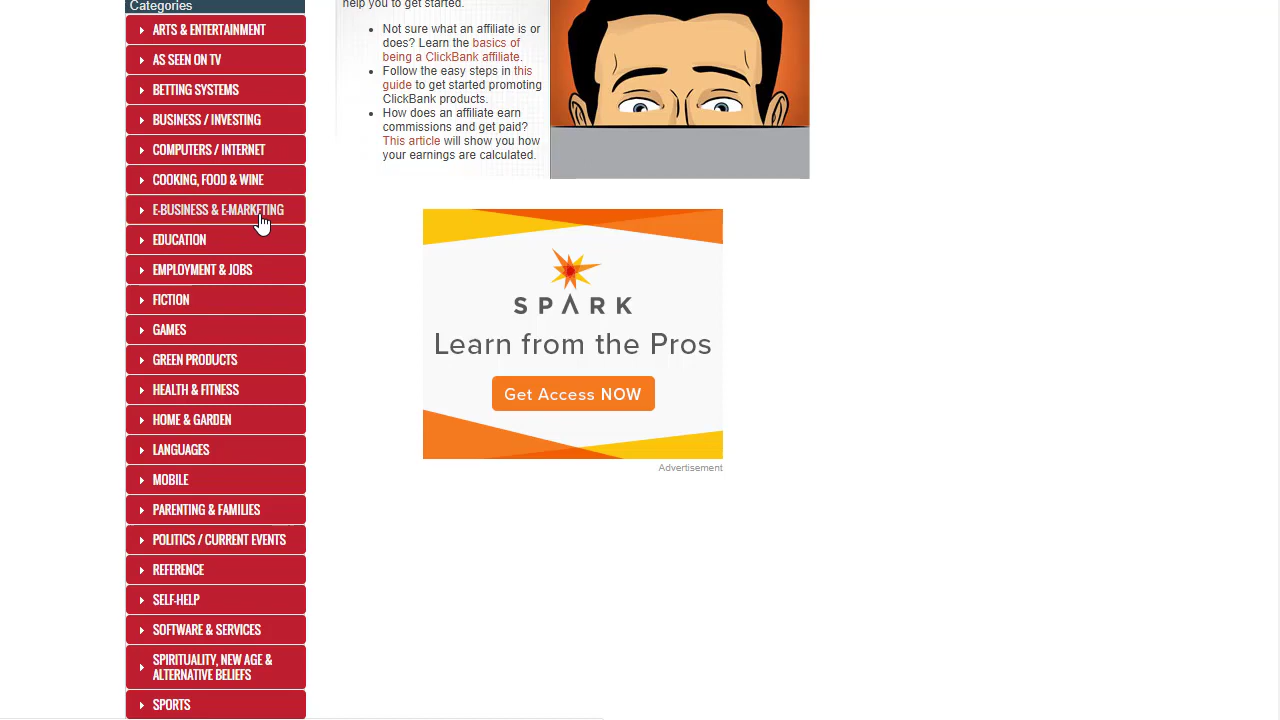 Categories
ARTS & ENTERTAINMENT
AS SEEN ON TV
BETTING SYSTEMS
BUSINESS / INVESTING
COMPUTERS / INTERNET
COOKING, FOOD & WINE
E-BUSINESS & E-MARKETING
EDUCATION
EMPLOYMENT & JOBS
FICTION
GAMES
GREEN PRODUCTS
HEALTH & FITNESS
HOME & GARDEN
LANGUAGES
MOBILE
PARENTING & FAMILIES
POLITICS / CURRENT EVENTS
REFERENCE
SELF-HELP
SOFTWARE & SERVICES
SPIRITUALITY, NEW AGE &
ALTERNATIVE BELIEFS
SPORTS
help you to get started.
Not sure what an affiliate is or
does? Learn the basics of
being a ClickBank affiliate.
Follow the easy steps in this
guide to get started promoting
ClickBank products.
How does an affiliate earn
commissions and get paid?
This article will show you how
your earnings are calculated.
SPARK
Learn from the Pros
Get Access NOW
Advertisement